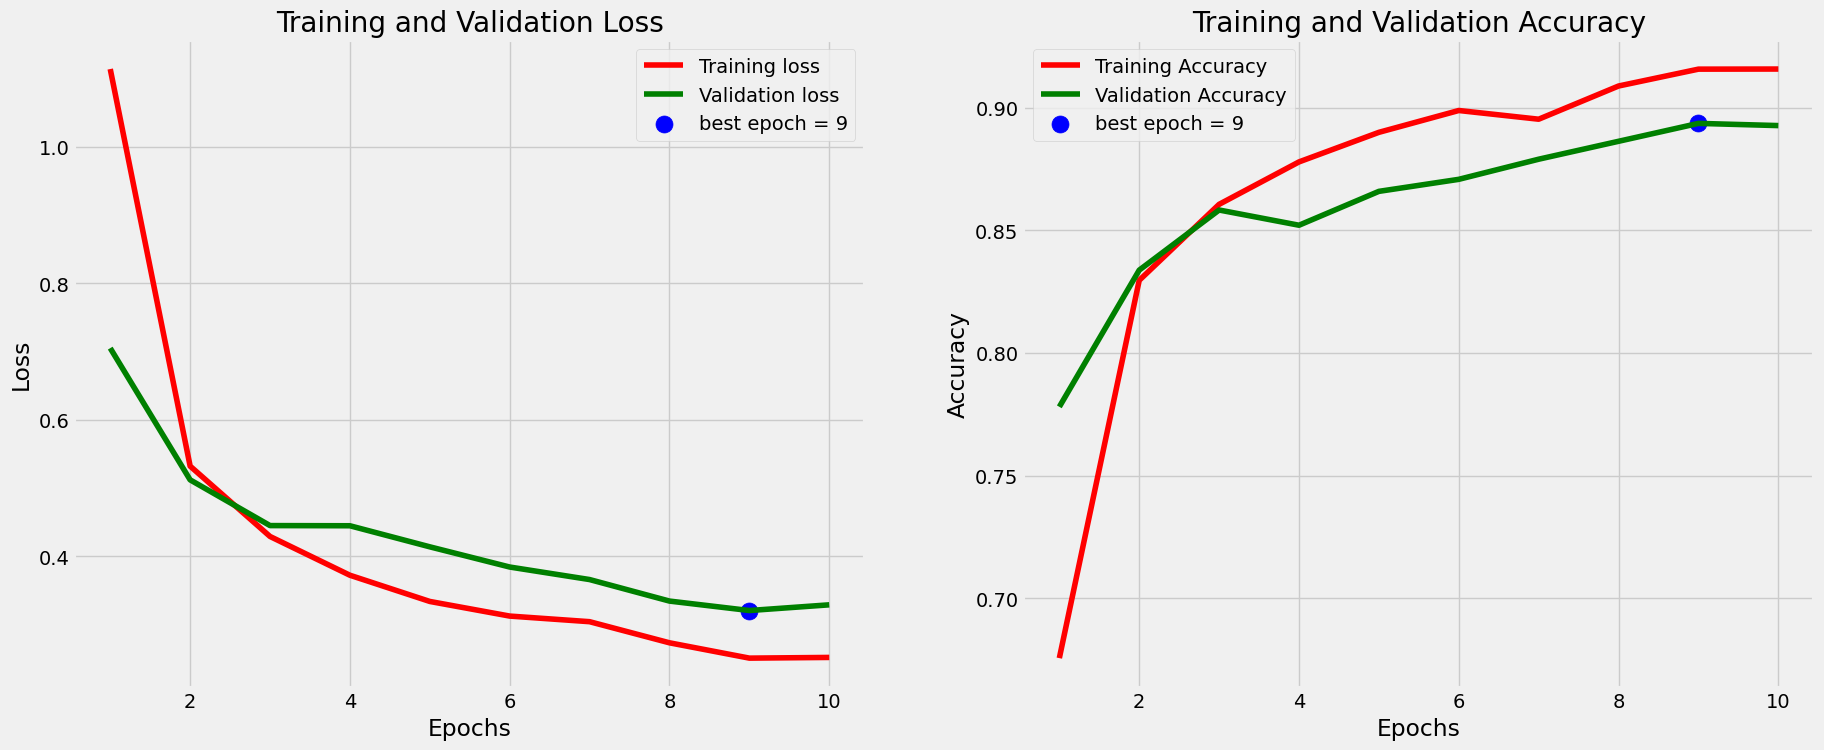 Training and Validation Loss
Training loss
Validation loss
best epoch = 9
1.0
0.8
0.6
0.4
Loss
2 4 6 8 10
Epochs
Training and Validation Accuracy
Training Accuracy
Validation Accuracy
best epoch = 9
0.90
0.85
0.80
0.75
0.70
Accuracy
2 4 6 8 10
Epochs